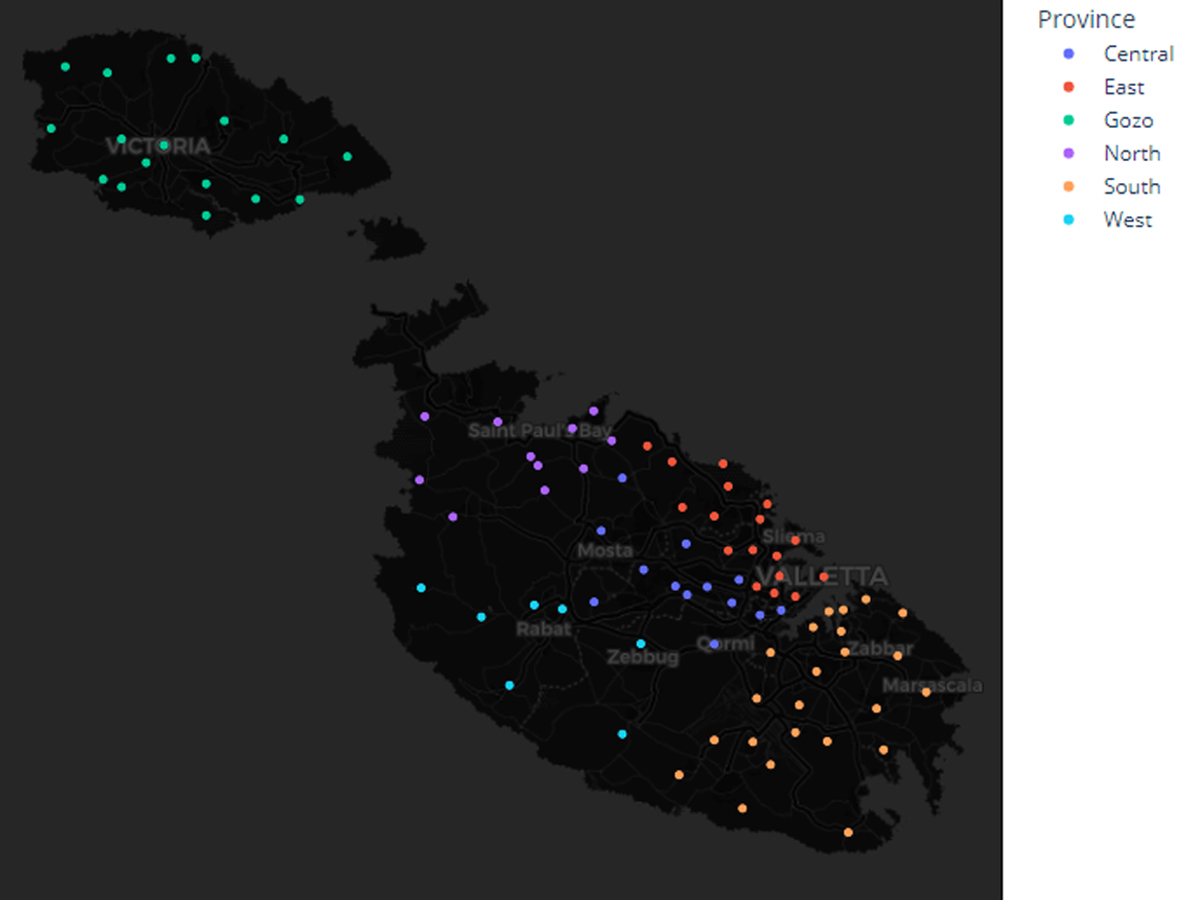 Province
Central
East
Gozo
North
South
West
VICTORIA
Saint Paul's Bay
Sliema
Mosta
VALLETTA
Rabat
Qormi
Zabbar
Zebbug
Marsascala